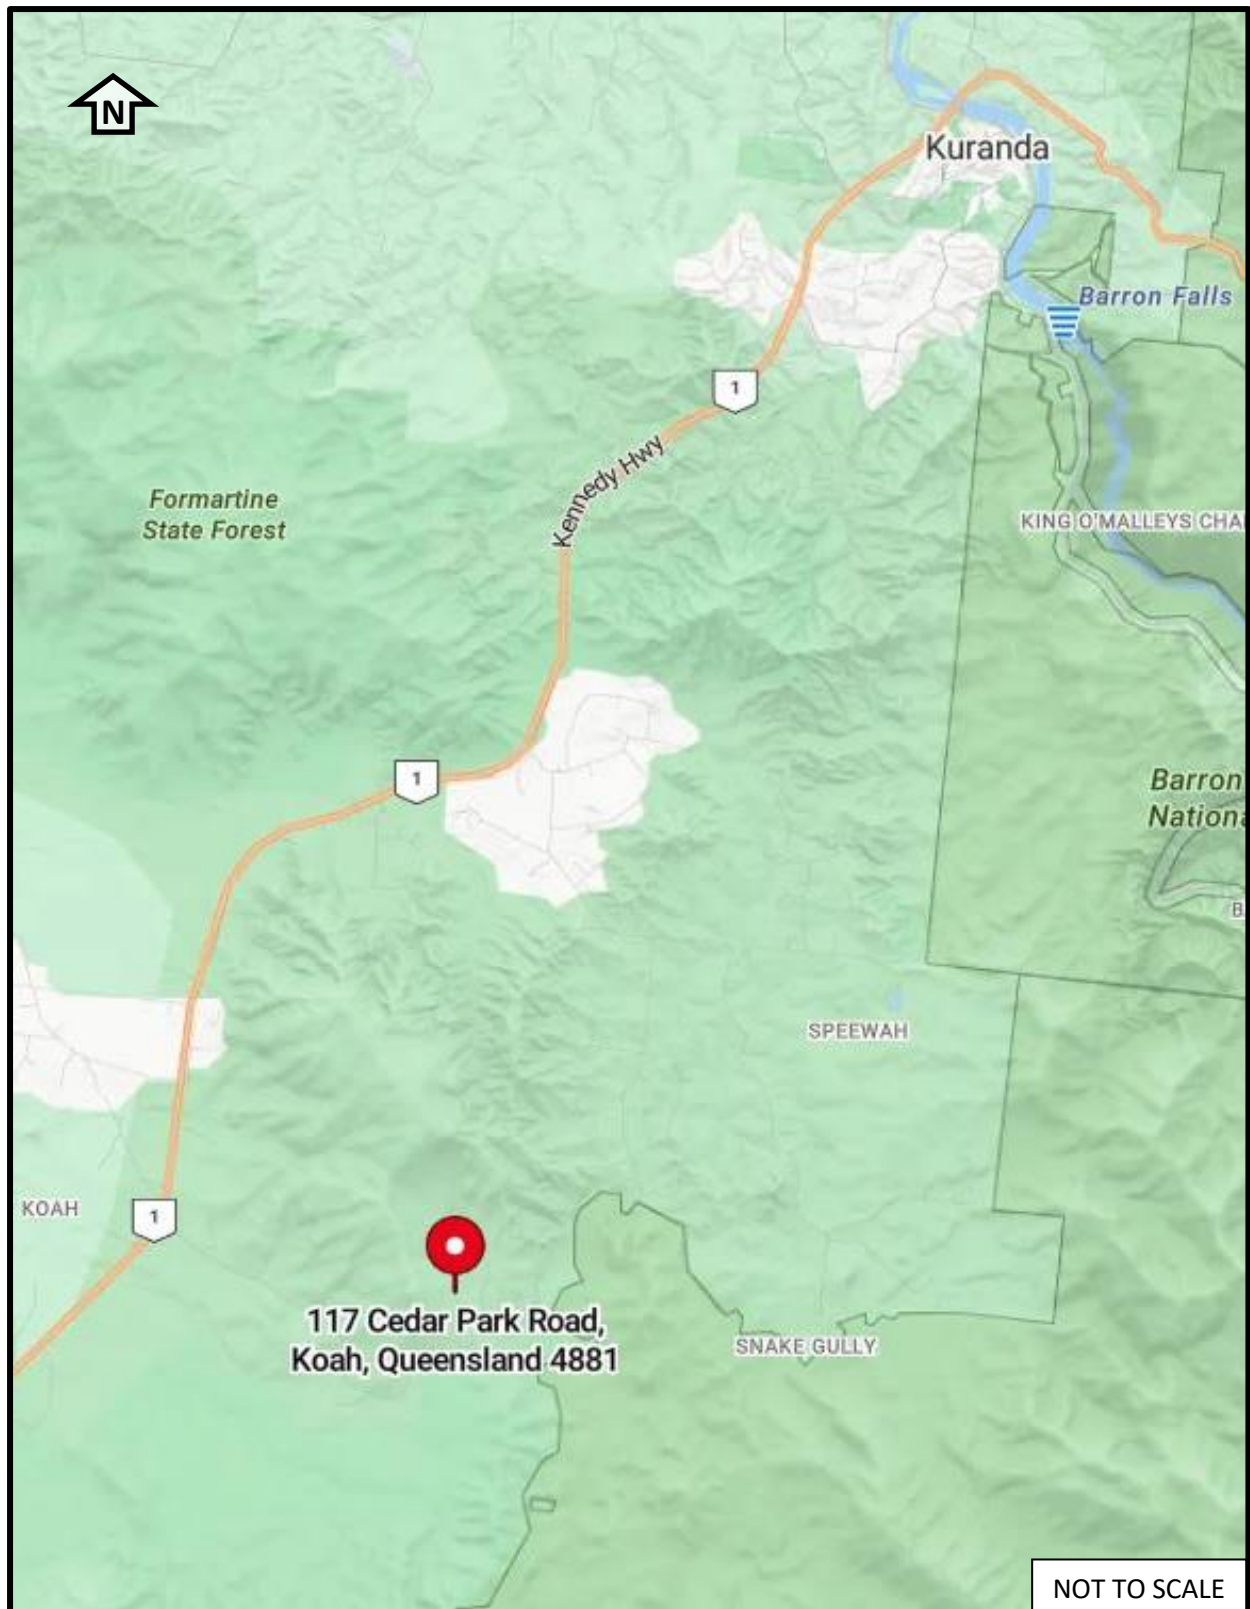 N
Kuranda
Barron Falls
1
Kennedy Hwy
Formartine
State Forest
KING O'MALLEYS CHA
1
Barron
Nationa
B
SPEEWAH
KOAH
1
117 Cedar Park Road,
Koah, Queensland 4881
SNAKE GULLY
NOT TO SCALE